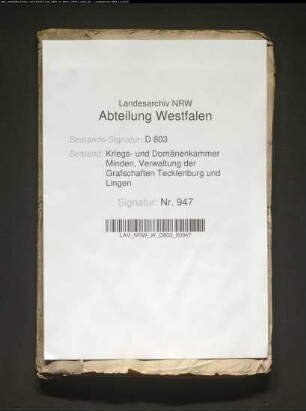 Landesarchiv NRW
Abteilung Westfalen
Bestands-Signatur: D 803
Bestand: Kriegs- und Domänenkammer
Minden, Verwaltung der
Grafschaften Tecklenburg und
Lingen
Signatur: Nr. 947
LAV_NRW_W_D803_00947